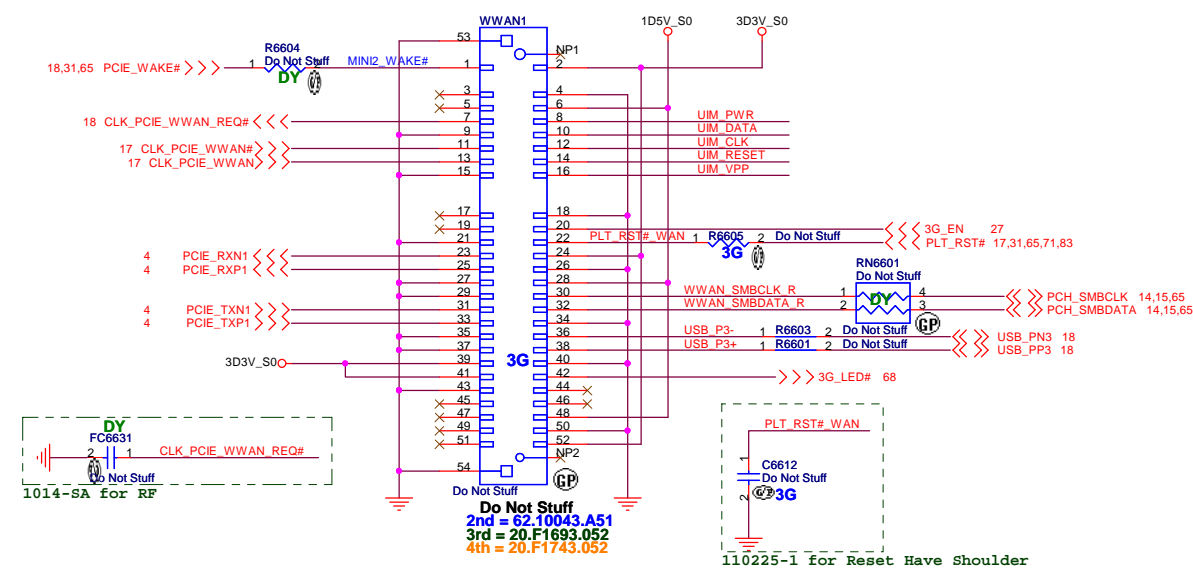 WWAN1
1D5V_S0
3D3V_S0
53
NP1
R6604
Do Not Stuff
18,31,65 PCIE_WAKE#
1
2
MINI2_WAKE#
1
2
DY
3
4
5
6
18 CLK_PCIE_WWAN_REQ#
7
8
UIM_PWR
9
10
UIM_DATA
17 CLK_PCIE_WWAN#
11
12
UIM_CLK
17 CLK_PCIE_WWAN
13
14
UIM_RESET
15
16
UIM_VPP
17
18
19
20
3G_EN 27
21
22
PLT_RST#_WAN
1
R6605
2
Do Not Stuff
PLT_RST# 17,31,65,71,83
3G
4
PCIE_RXN1
23
24
4
PCIE_RXP1
25
26
RN6601
Do Not Stuff
27
28
29
30
WWAN_SMBCLK_R
1
4
PCH_SMBCLK 14,15,65
DY
4
PCIE_TXN1
31
32
WWAN_SMBDATA_R
2
3
PCH_SMBDATA 14,15,65
4
PCIE_TXP1
33
34
GP
35
36
USB_P3-
1
R6603
2
Do Not Stuff
USB_PN3 18
37
38
USB_P3+
1
R6601
2
Do Not Stuff
USB_PP3 18
3D3V_S0
39
3G
40
41
42
3G_LED# 68
43
44
45
46
47
48
49
50
51
52
NP2
54
GP
Do Not Stuff
Do Not Stuff
2nd = 62.10043.A51
3rd = 20.F1693.052
4th = 20.F1743.052
DY
FC6631
2
1
CLK_PCIE_WWAN_REQ#
Do Not Stuff
1014-SA for RF
PLT_RST#_WAN
1
C6612
Do Not Stuff
2
3G
110225-1 for Reset Have Shoulder